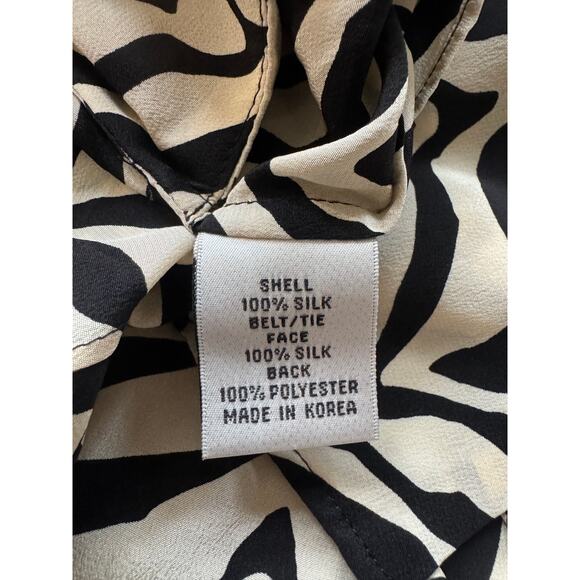 SHELL
100% SILK
BELT/TIE
FACE
100% SILK
BACK
100% POLYESTER
MADE IN KOREA